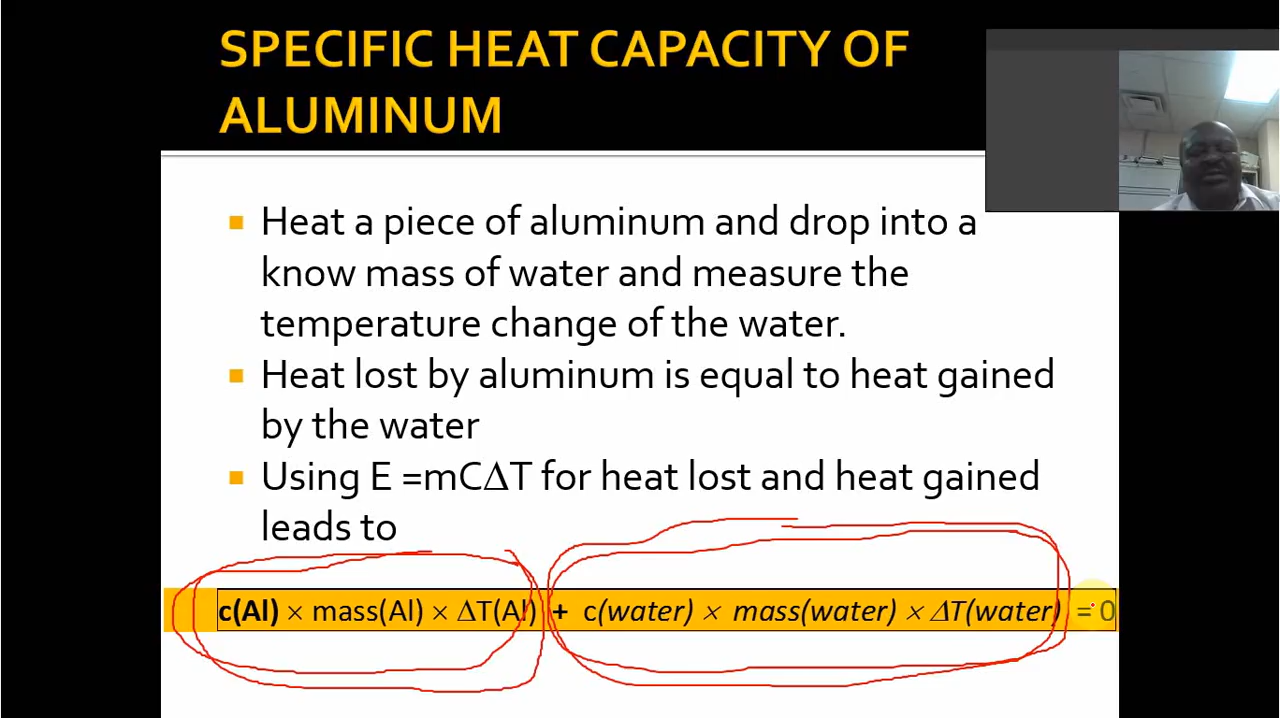 SPECIFIC HEAT CAPACITY OF
ALUMINUM
Heat a piece of aluminum and drop into a
know mass of water and measure the
temperature change of the water.
Heat lost by aluminum is equal to heat gained
by the water
Using E =mCΔT for heat lost and heat gained
leads to
c(Al) × mass(Al) × ΔT(Al) + c(water) × mass(water) × ΔT(water) = 0